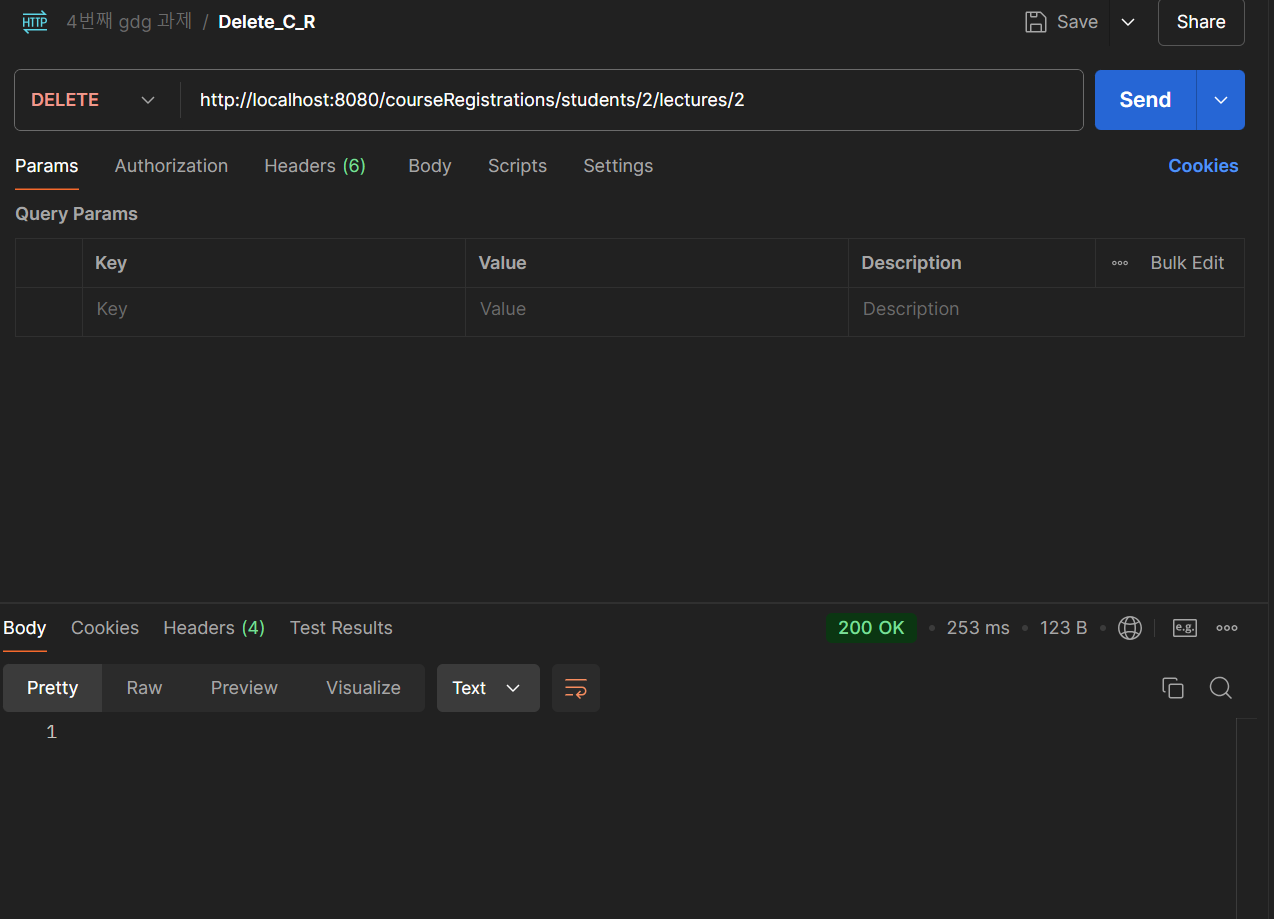 HTTP 4번째 gdg 과제 / Delete_C_R Save Share
DELETE http://localhost:8080/courseRegistrations/students/2/lectures/2 Send
Params Authorization Headers (6) Body Scripts Settings Cookies
Query Params
Key Value Description Bulk Edit
Key Value Description
Body Cookies Headers (4) Test Results 200 OK 253 ms 123 B e.g.
Pretty Raw Preview Visualize Text
1